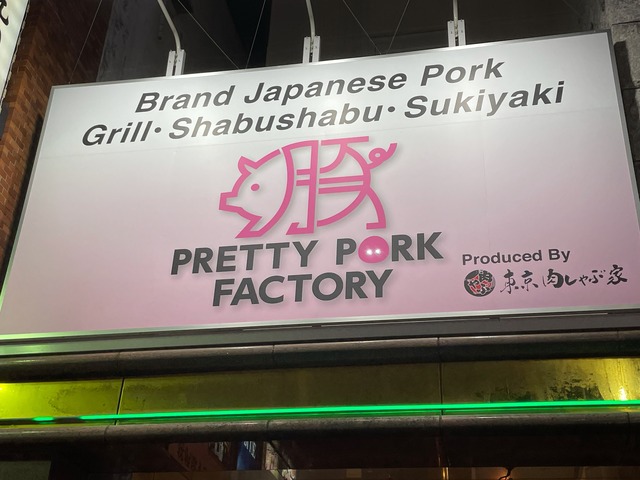 Brand Japanese Pork
Grill・Shabushabu・Sukiyaki
豚
PRETTY PORK
FACTORY
Produced By
東京肉しゃぶ家